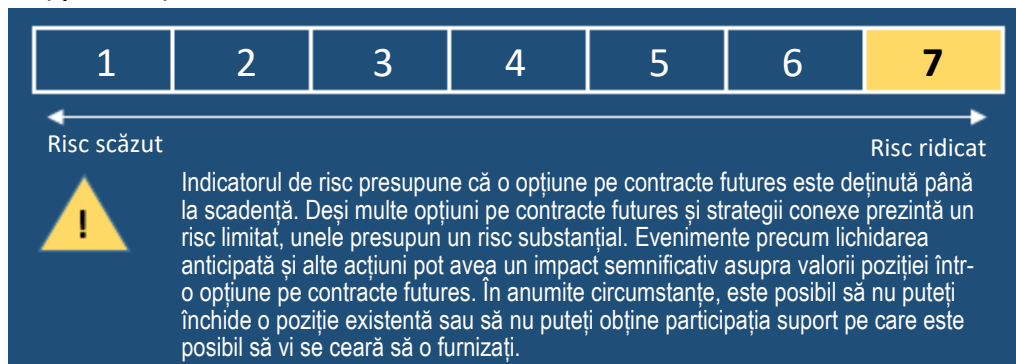 1 2 3 4 5 6 7
Risc scăzut Risc ridicat
!
Indicatorul de risc presupune că o opțiune pe contracte futures este deținută până
la scadență. Deși multe opțiuni pe contracte futures și strategii conexe prezintă un
risc limitat, unele presupun un risc substanțial. Evenimente precum lichidarea
anticipată și alte acțiuni pot avea un impact semnificativ asupra valorii poziției într-
o opțiune pe contracte futures. În anumite circumstanțe, este posibil să nu puteți
închide o poziție existentă sau să nu puteți obține participația suport pe care este
posibil să vi se ceară să o furnizați.